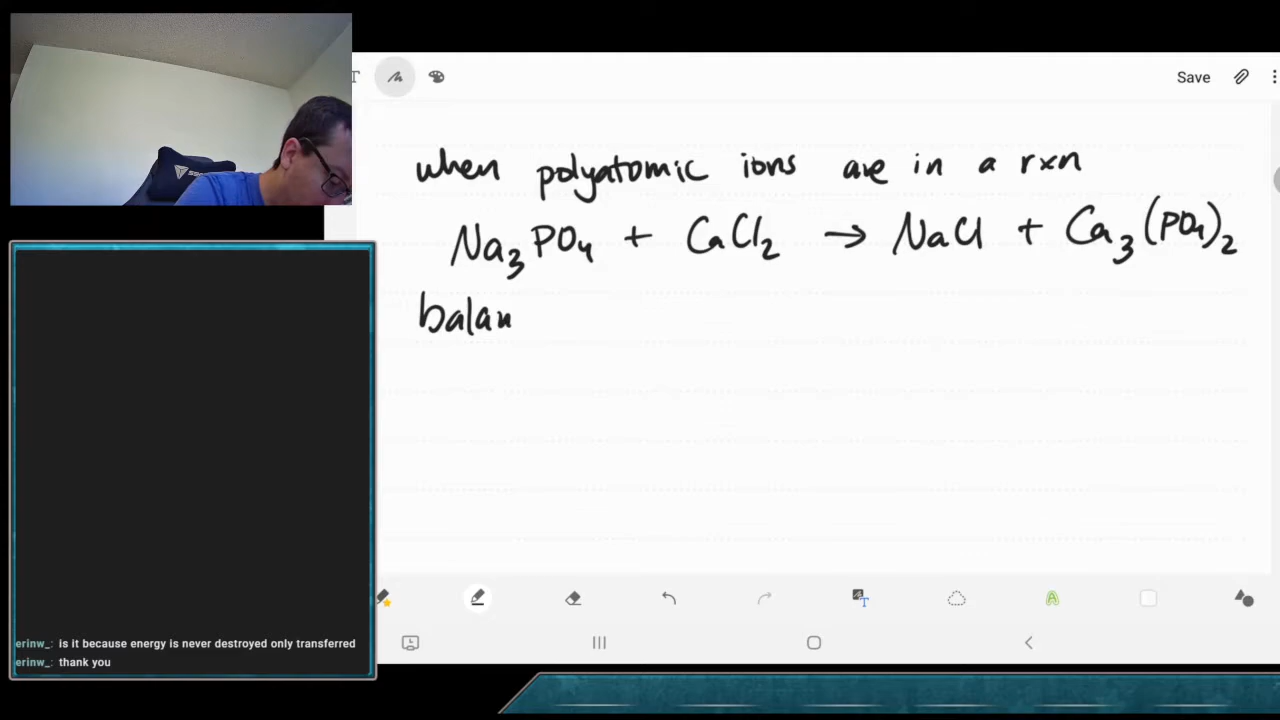 T
Save
when polyatomic ions are in a rxn
Na₃PO₄ + CaCl₂ → NaCl + Ca₃(PO₄)₂
balan
erinw_: is it because energy is never destroyed only transferred
erinw_: thank you
T
A